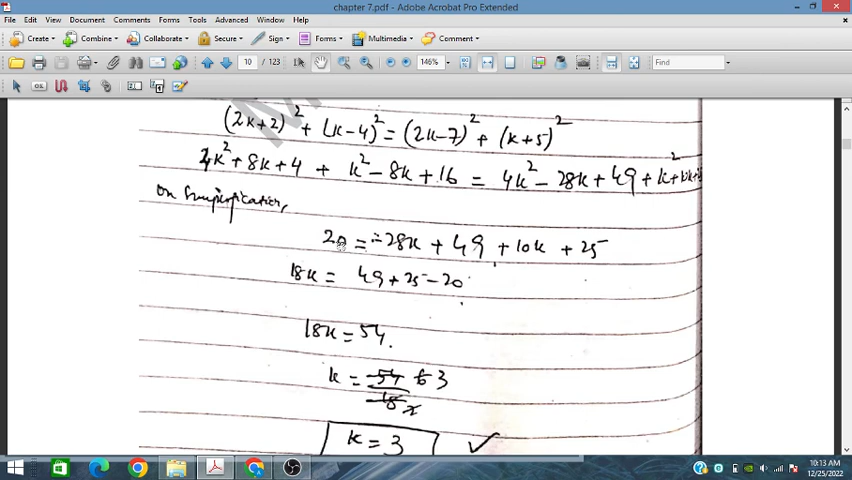 chapter 7.pdf - Adobe Acrobat Pro Extended
File Edit View Document Comments Forms Tools Advanced Window Help
Create Combine Collaborate Secure Sign Forms Multimedia Comment
10 / 123 146% Find
(2k+2)² + (k-4)² = (2k-7)² + (k+5)²
4k² + 8k + 4 + k² - 8k + 16 = 4k² - 28k + 49 + k²
on
20 = -28k + 49 + 10k + 25
18k = 49 + 25 - 20
18k = 54.
k = 54 3
18
k = 3 ✓
10:13 AM
12/25/2022